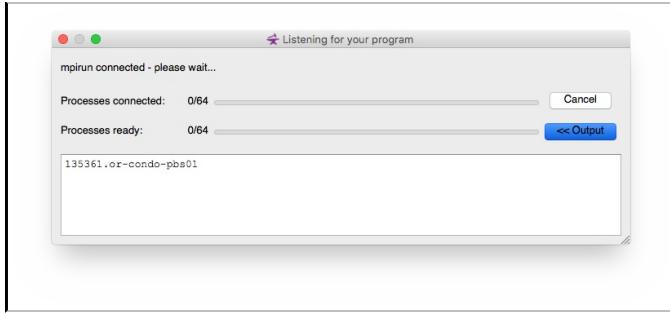 Listening for your program
mpirun connected - please wait...
Processes connected: 0/64 Cancel
Processes ready: 0/64 << Output
135361.or-condo-pbs01